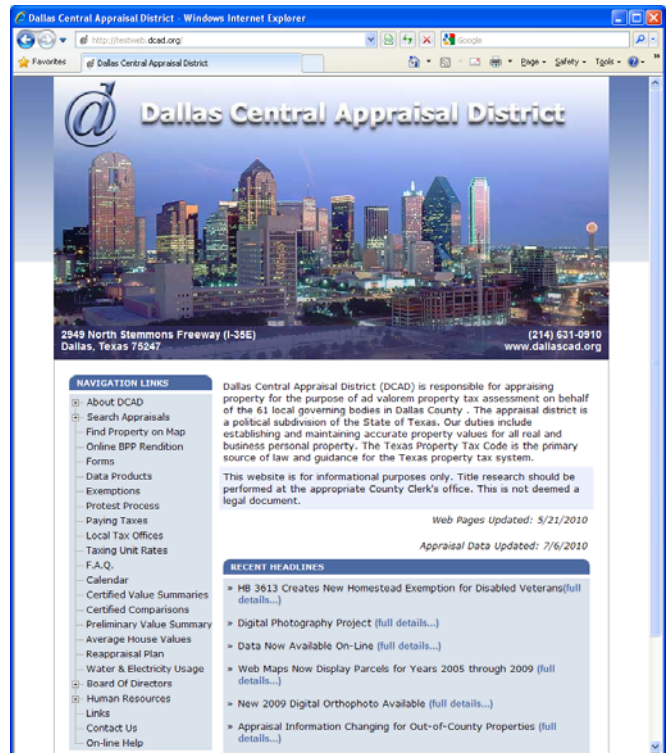 Dallas Central Appraisal District - Windows Internet Explorer
http://testweb.dcad.org/
Google
Favorites
Dallas Central Appraisal District
Page
Safety
Tools
Dallas Central Appraisal District
2949 North Stemmons Freeway (I-35E)
Dallas, Texas 75247
(214) 631-0910
www.dallascad.org
NAVIGATION LINKS
About DCAD
Search Appraisals
Find Property on Map
Online BPP Rendition
Forms
Data Products
Exemptions
Protest Process
Paying Taxes
Local Tax Offices
Taxing Unit Rates
F.A.Q.
Calendar
Certified Value Summaries
Certified Comparisons
Preliminary Value Summary
Average House Values
Reappraisal Plan
Water & Electricity Usage
Board Of Directors
Human Resources
Links
Contact Us
On-line Help
Dallas Central Appraisal District (DCAD) is responsible for appraising
property for the purpose of ad valorem property tax assessment on behalf
of the 61 local governing bodies in Dallas County . The appraisal district is
a political subdivision of the State of Texas. Our duties include
establishing and maintaining accurate property values for all real and
business personal property. The Texas Property Tax Code is the primary
source of law and guidance for the Texas property tax system.
This website is for informational purposes only. Title research should be
performed at the appropriate County Clerk's office. This is not deemed a
legal document.
Web Pages Updated: 5/21/2010
Appraisal Data Updated: 7/6/2010
RECENT HEADLINES
» HB 3613 Creates New Homestead Exemption for Disabled Veterans(full
details...)
» Digital Photography Project (full details...)
» Data Now Available On-Line (full details...)
» Web Maps Now Display Parcels for Years 2005 through 2009 (full
details...)
» New 2009 Digital Orthophoto Available (full details...)
» Appraisal Information Changing for Out-of-County Properties (full
details...)